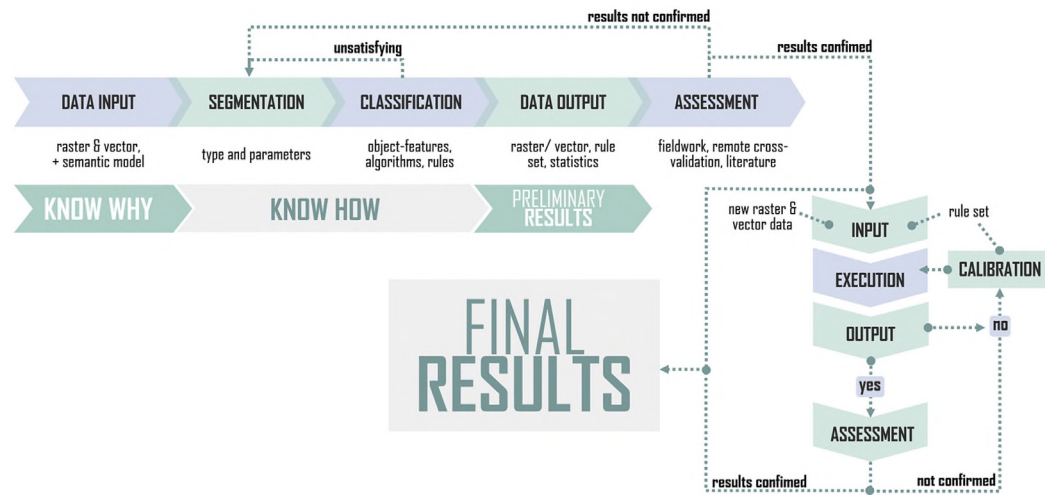 results not confirmed
results confimed
unsatisfying
DATA INPUT
SEGMENTATION
CLASSIFICATION
DATA OUTPUT
ASSESSMENT
raster & vector,
+ semantic model
type and parameters
object-features,
algorithms, rules
raster/ vector, rule
set, statistics
fieldwork, remote cross-
validation, literature
KNOW WHY
KNOW HOW
PRELIMINARY
RESULTS
new raster &
vector data
INPUT
rule set
EXECUTION
CALIBRATION
OUTPUT
no
yes
FINAL
RESULTS
ASSESSMENT
results confimed
not confirmed